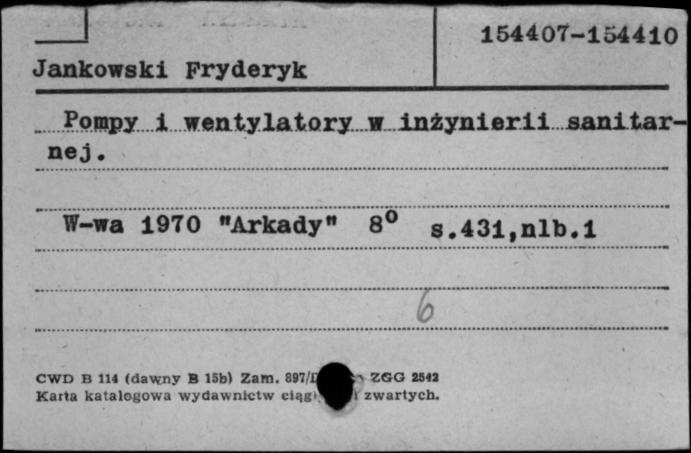 154407-154410
Jankowski Fryderyk
Pompy i wentylatory w inżynierii sanitar-
nej.
W-wa 1970 "Arkady" 8⁰ s.431,nlb.1
6
CWD B 114 (dawny B 15b) Zam. 897/ ZGG 2542
Karta katalogowa wydawnictw zwartych.